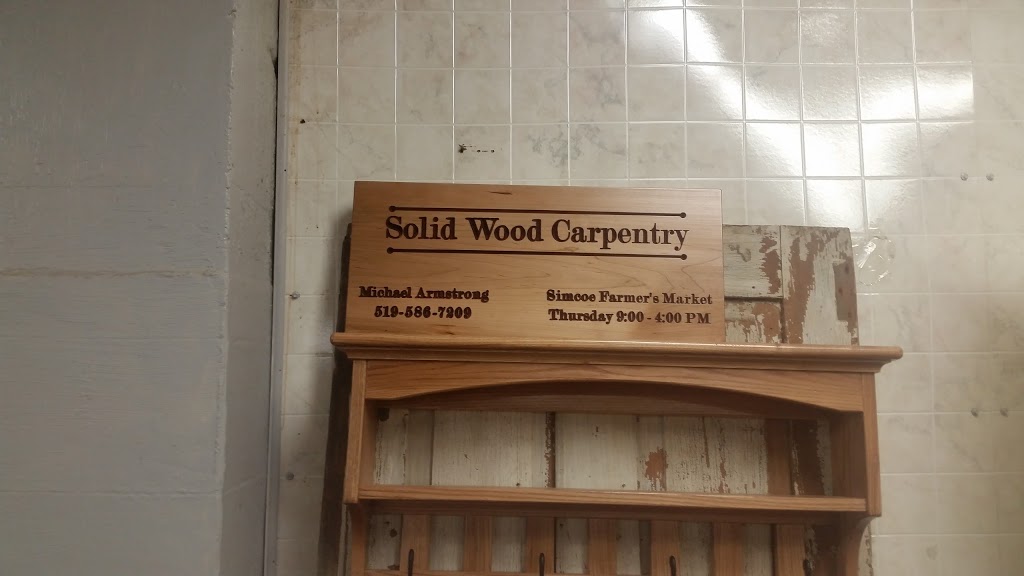 Solid Wood Carpentry
Michael Armstrong
519-586-7209
Simcoe Farmer's Market
Thursday 9:00 - 4:00 PM